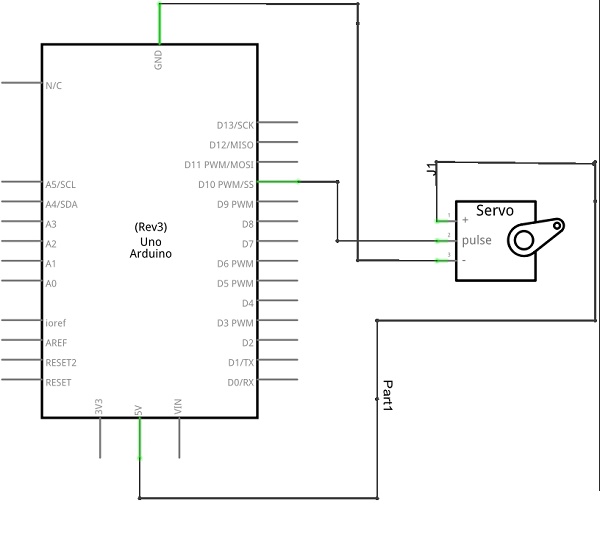 GND
N/C
D13/SCK
D12/MISO
D11 PWM/MOSI
J1
A5/SCL
D10 PWM/SS
A4/SDA
D9 PWM
Servo
1
+
A3
D8
(Rev3)
Uno
Arduino
A2
D7
2
pulse
A1
D6 PWM
3
-
A0
D5 PWM
D4
ioref
D3 PWM
AREF
D2
RESET2
D1/TX
RESET
D0/RX
Part1
3V3
5V
VIN